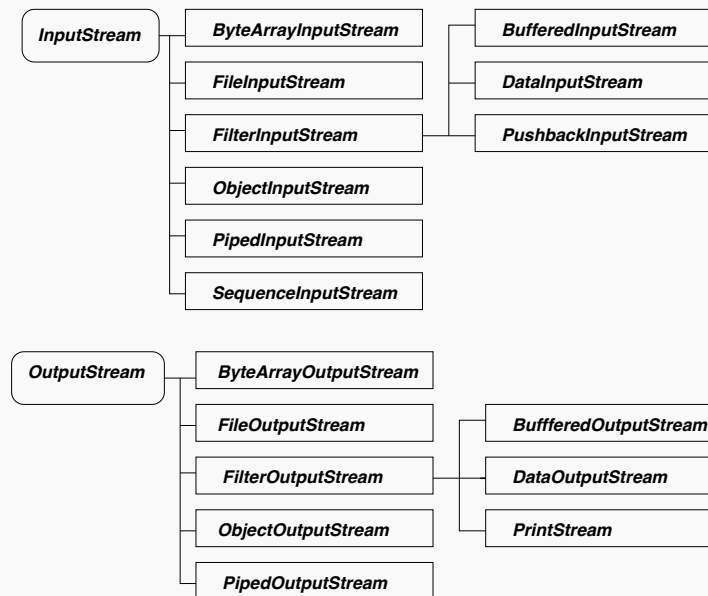 InputStream
ByteArrayInputStream
FileInputStream
FilterInputStream
ObjectInputStream
PipedInputStream
SequenceInputStream
BufferedInputStream
DataInputStream
PushbackInputStream
OutputStream
ByteArrayOutputStream
FileOutputStream
FilterOutputStream
ObjectOutputStream
PipedOutputStream
BuffferedOutputStream
DataOutputStream
PrintStream